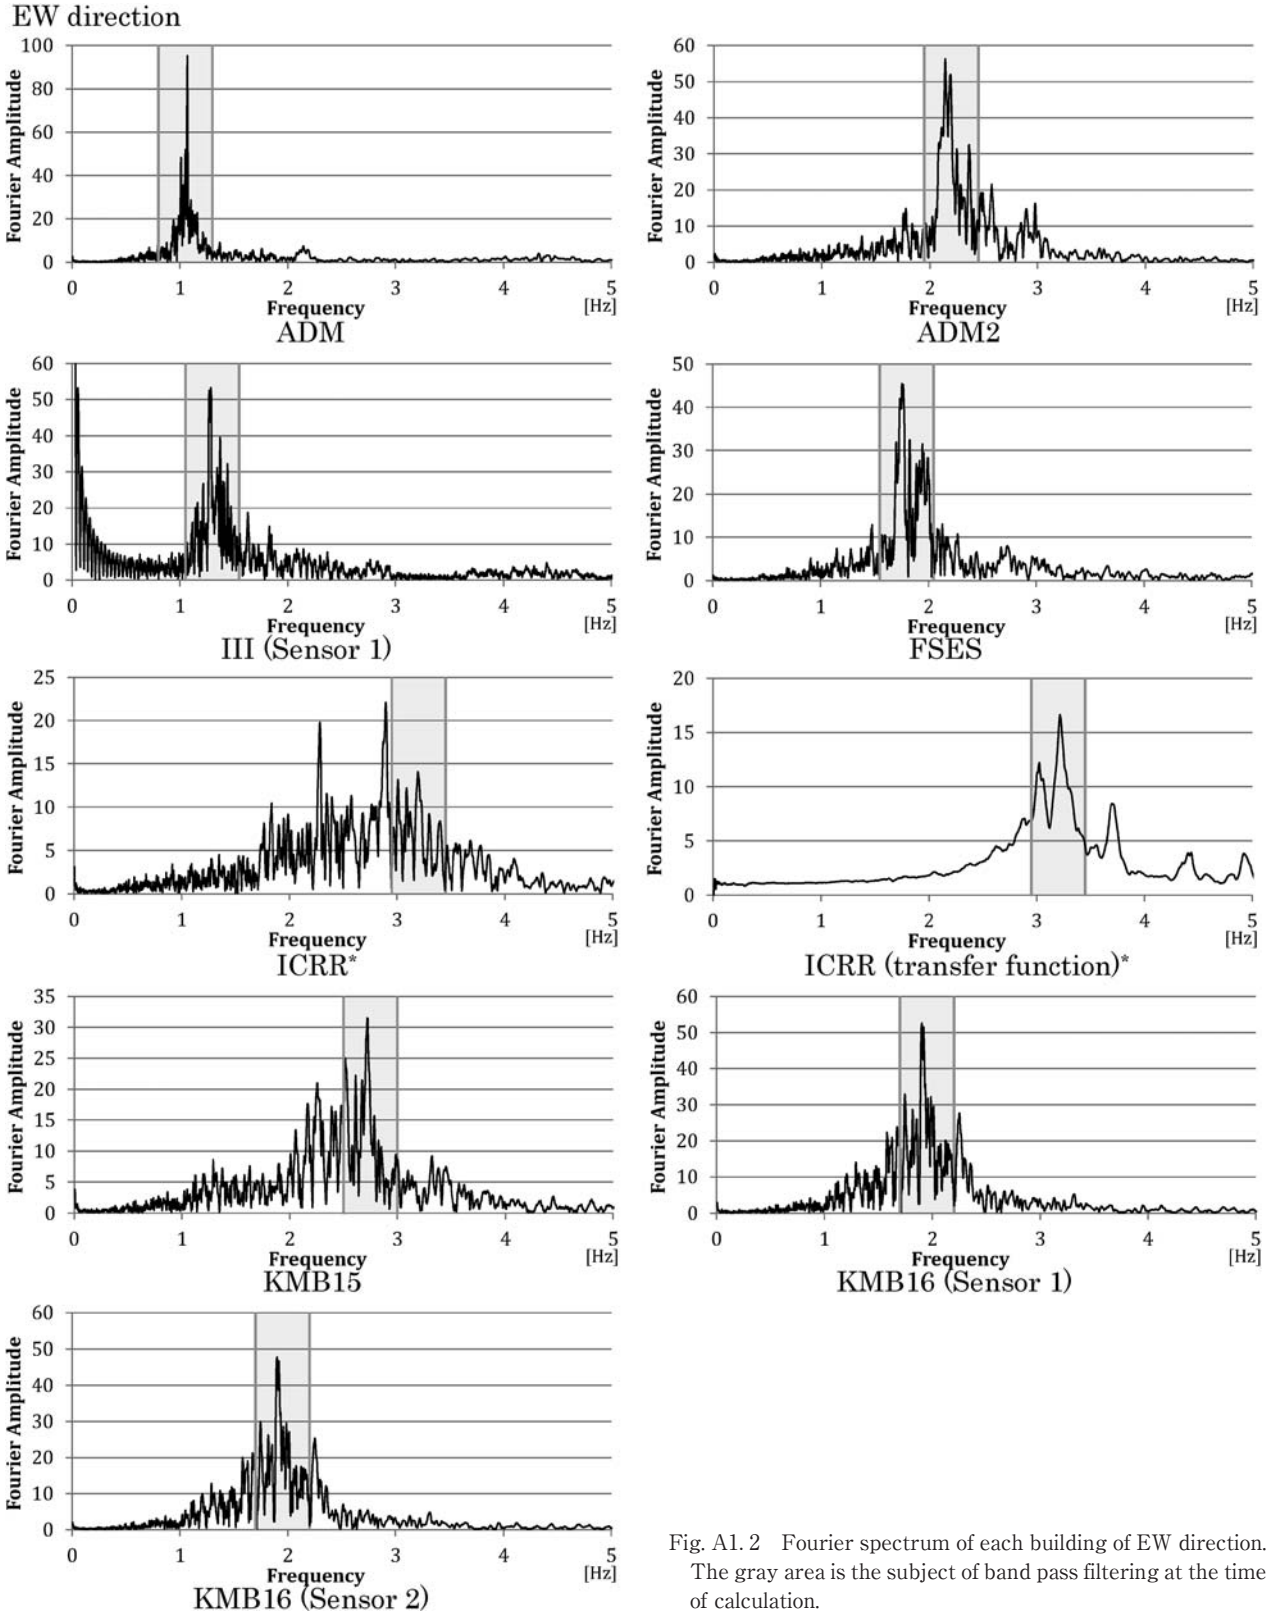 EW direction
Fourier Amplitude
100
80
60
40
20
0
0 1 2 3 4 5
Frequency [Hz]
ADM
Fourier Amplitude
60
50
40
30
20
10
0
0 1 2 3 4 5
Frequency [Hz]
ADM2
Fourier Amplitude
60
50
40
30
20
10
0
0 1 2 3 4 5
Frequency [Hz]
III (Sensor 1)
Fourier Amplitude
50
40
30
20
10
0
0 1 2 3 4 5
Frequency [Hz]
FSES
Fourier Amplitude
25
20
15
10
5
0
0 1 2 3 4 5
Frequency [Hz]
ICRR*
Fourier Amplitude
20
15
10
5
0
0 1 2 3 4 5
Frequency [Hz]
ICRR (transfer function)*
Fourier Amplitude
35
30
25
20
15
10
5
0
0 1 2 3 4 5
Frequency [Hz]
KMB15
Fourier Amplitude
60
50
40
30
20
10
0
0 1 2 3 4 5
Frequency [Hz]
KMB16 (Sensor 1)
Fourier Amplitude
60
50
40
30
20
10
0
0 1 2 3 4 5
Frequency [Hz]
KMB16 (Sensor 2)
Fig. A1. 2 Fourier spectrum of each building of EW direction.
The gray area is the subject of band pass filtering at the time
of calculation.